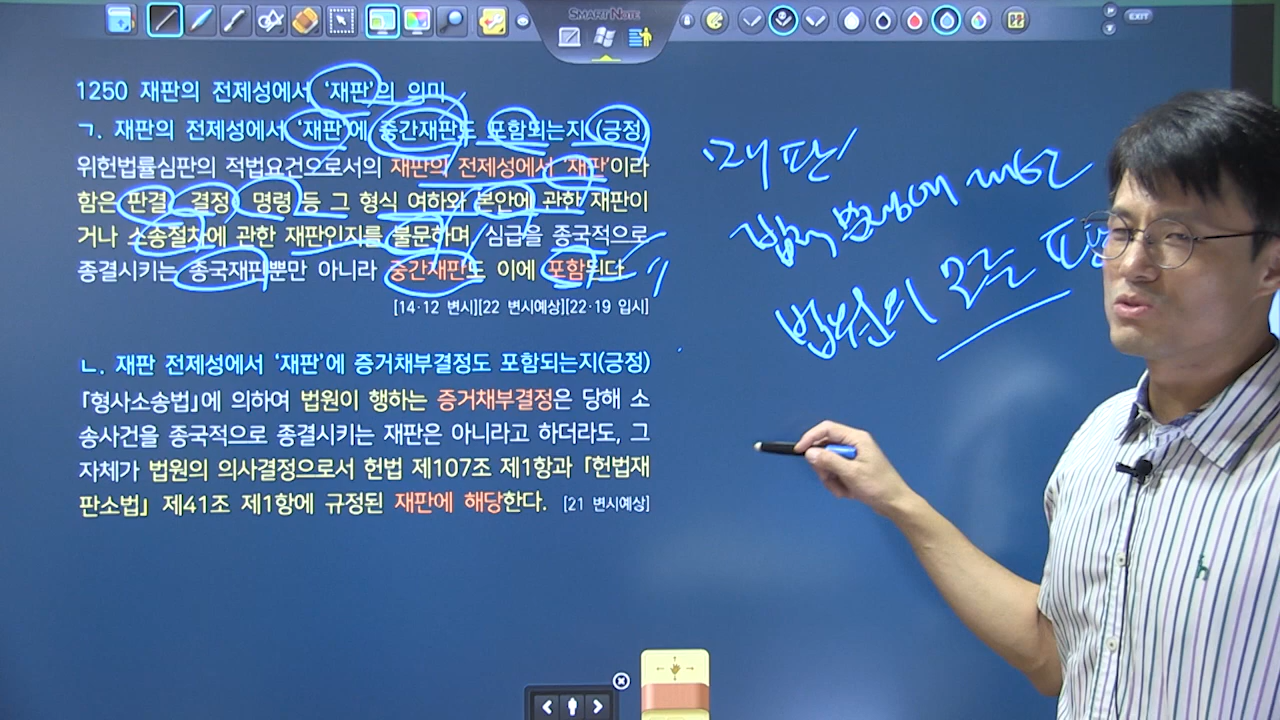 SMART NOTE
EXIT
1250 재판의 전제성에서 '재판'의 의미
ㄱ. 재판의 전제성에서 '재판'에 중간재판도 포함되는지(긍정)
위헌법률심판의 적법요건으로서의 재판의 전제성에서 '재판'이라
함은 판결, 결정, 명령 등 그 형식 여하와 본안에 관한 재판이
거나 소송절차에 관한 재판인지를 불문하며, 심급을 종국적으로
종결시키는 종국재판뿐만 아니라 중간재판도 이에 포함된다.
[14·12 변시][22 변시예상][22·19 입시]
ㄴ. 재판 전제성에서 '재판'에 증거채부결정도 포함되는지(긍정)
「형사소송법」에 의하여 법원이 행하는 증거채부결정은 당해 소
송사건을 종국적으로 종결시키는 재판은 아니라고 하더라도, 그
자체가 법원의 의사결정으로서 헌법 제107조 제1항과 「헌법재
판소법」 제41조 제1항에 규정된 재판에 해당한다. [21 변시예상]
재판
법원의 모든